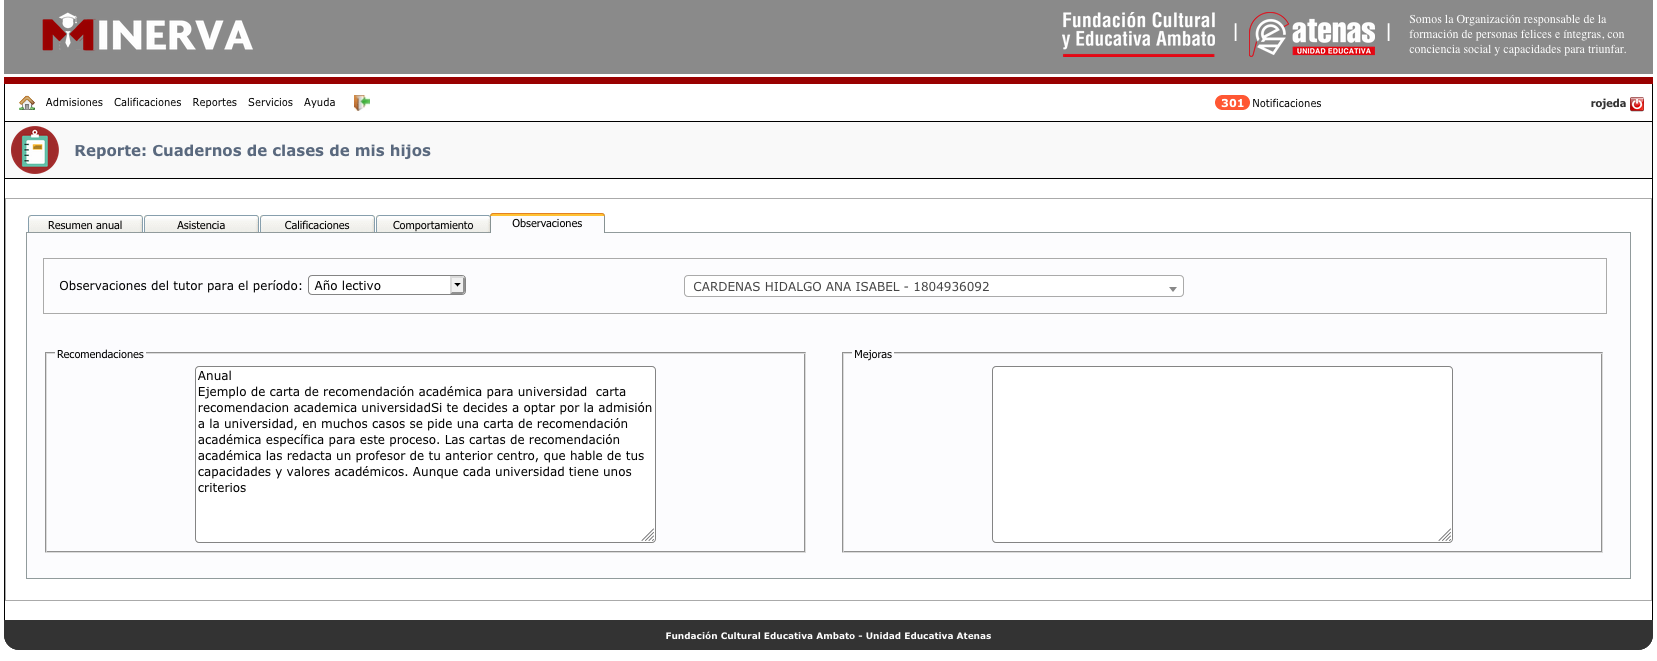 MINERVA
Fundación Cultural
y Educativa Ambato
atenas
UNIDAD EDUCATIVA
Somos la Organización responsable de la
formación de personas felices e íntegras, con
conciencia social y capacidades para triunfar.
Admisiones Calificaciones Reportes Servicios Ayuda
301 Notificaciones
rojeda
Reporte: Cuadernos de clases de mis hijos
Resumen anual Asistencia Calificaciones Comportamiento Observaciones
Observaciones del tutor para el período: Año lectivo
CARDENAS HIDALGO ANA ISABEL - 1804936092
Recomendaciones
Anual
Ejemplo de carta de recomendación académica para universidad  carta
recomendacion academica universidadSi te decides a optar por la admisión
a la universidad, en muchos casos se pide una carta de recomendación
académica específica para este proceso. Las cartas de recomendación
académica las redacta un profesor de tu anterior centro, que hable de tus
capacidades y valores académicos. Aunque cada universidad tiene unos
criterios
Mejoras
Fundación Cultural Educativa Ambato - Unidad Educativa Atenas